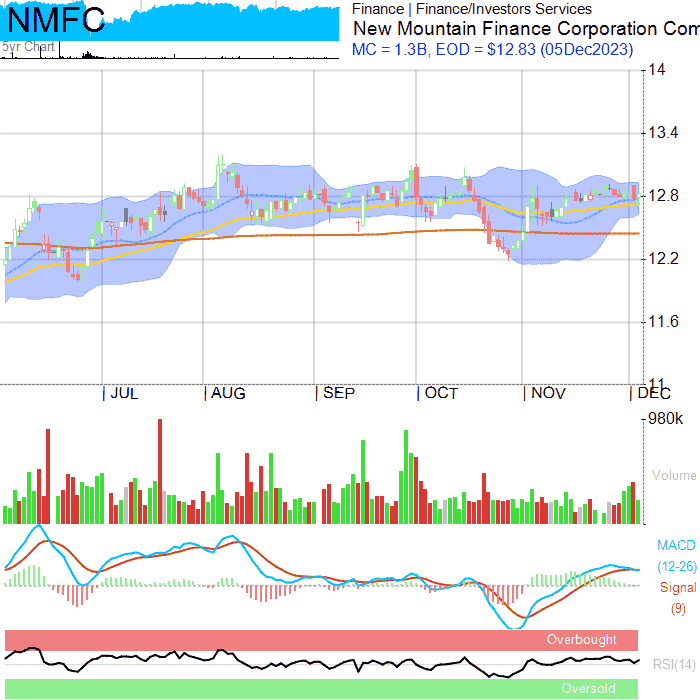 NMFC
5yr Chart
Finance | Finance/Investors Services
New Mountain Finance Corporation Com
MC = 1.3B, EOD = $12.83 (05Dec2023)
14
13.4
12.8
12.2
11.6
11
JUL AUG SEP OCT NOV DEC
980k
Volume
MACD
(12-26)
Signal
(9)
Overbought
RSI(14)
Oversold